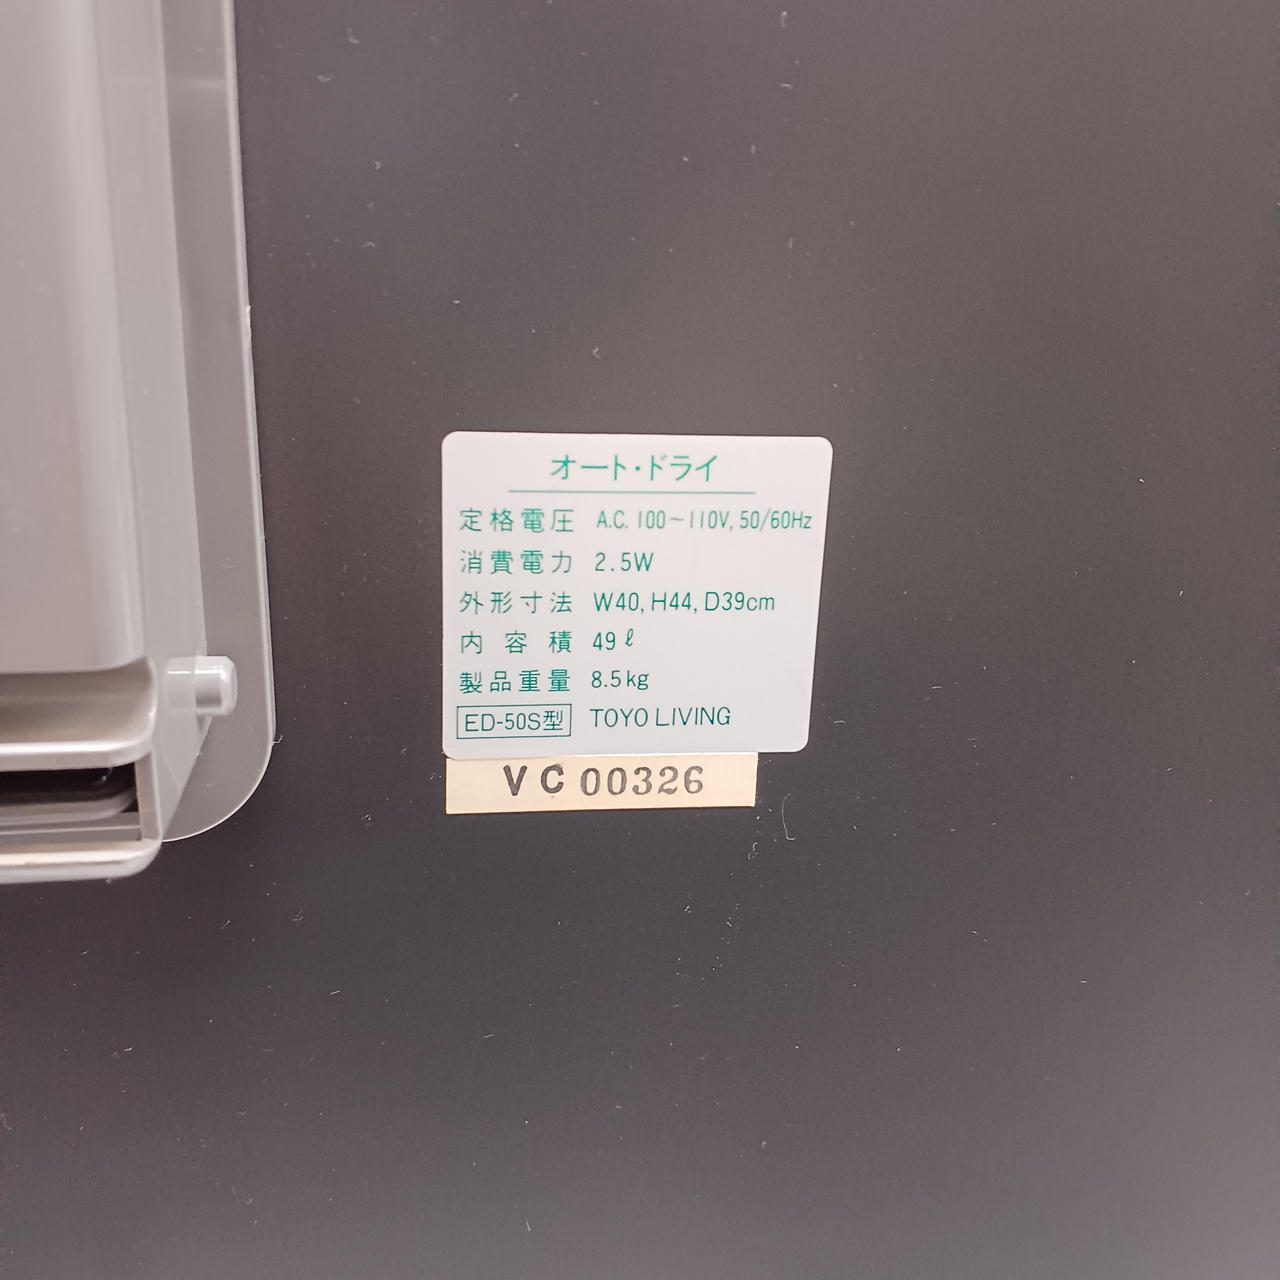 オート・ドライ
定格電圧 A.C. 100~110V, 50/60Hz
消費電力 2.5W
外形寸法 W40, H44, D39cm
内容積 49ℓ
製品重量 8.5kg
ED-50S型 TOYO LIVING
VC 00326